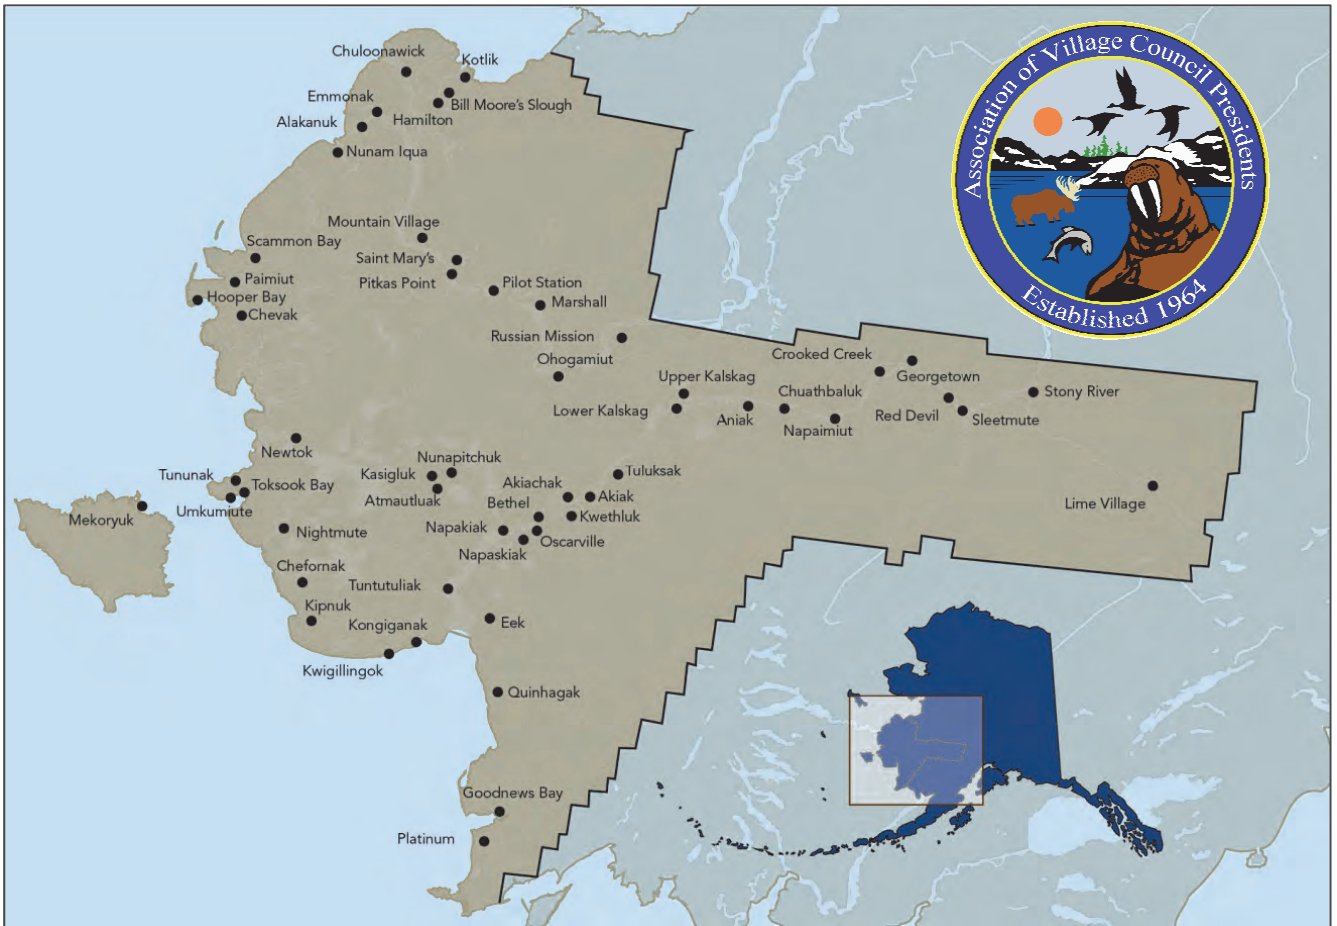 Chuloonawick
Kotlik
Emmonak
Bill Moore's Slough
Hamilton
Alakanuk
Nunam Iqua
Association of Village Council Presidents
Established 1964
Mountain Village
Scammon Bay
Saint Mary's
Paimiut
Pitkas Point
Pilot Station
Hooper Bay
Marshall
Chevak
Russian Mission
Crooked Creek
Ohogamiut
Upper Kalskag
Georgetown
Chuathbaluk
Stony River
Lower Kalskag
Aniak
Red Devil
Sleetmute
Napaimiut
Newtok
Nunapitchuk
Tununak
Kasigluk
Tuluksak
Toksook Bay
Akiachak
Atmautluak
Akiak
Bethel
Lime Village
Umkumiute
Mekoryuk
Kwethluk
Nightmute
Napakiak
Oscarville
Napaskiak
Chefornak
Tuntutuliak
Kipnuk
Kongiganak
Eek
Kwigillingok
Quinhagak
Goodnews Bay
Platinum